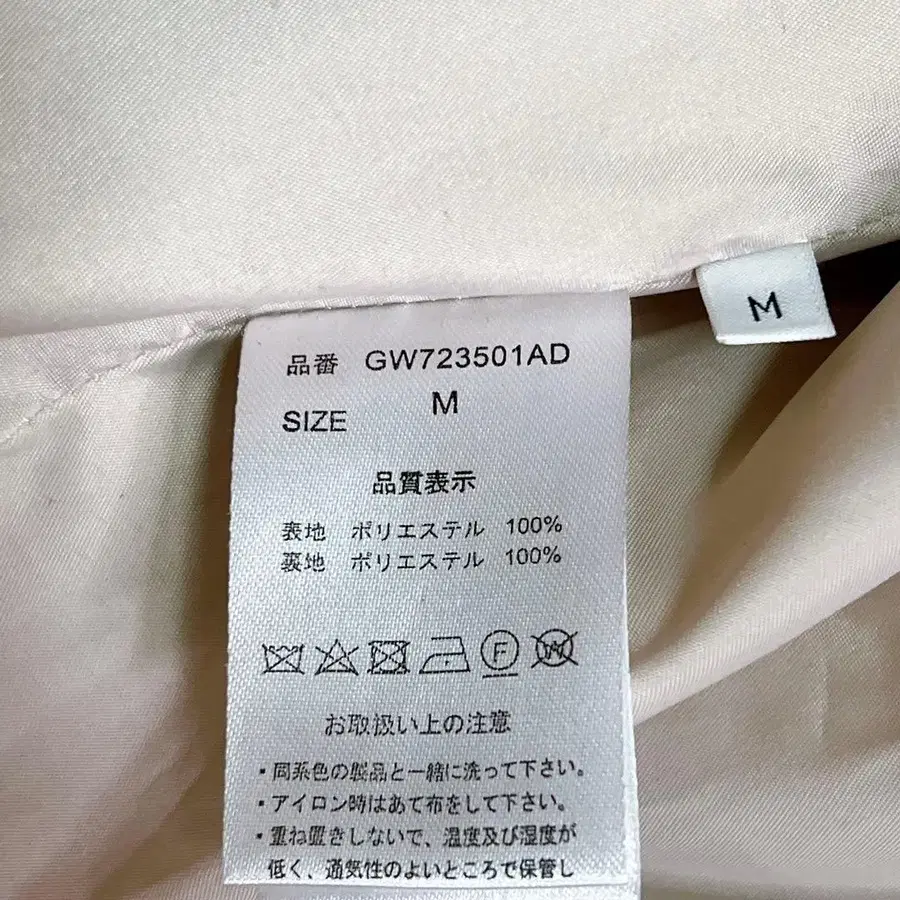 M
品番 GW723501AD
SIZE M
品質表示
表地 ポリエステル 100%
裏地 ポリエステル 100%
F W
お取扱い上の注意
・同系色の製品と一緒に洗って下さい。
・アイロン時はあて布をして下さい。
・重ね置きしないで、温度及び湿度が
低く、通気性のよいところで保管し